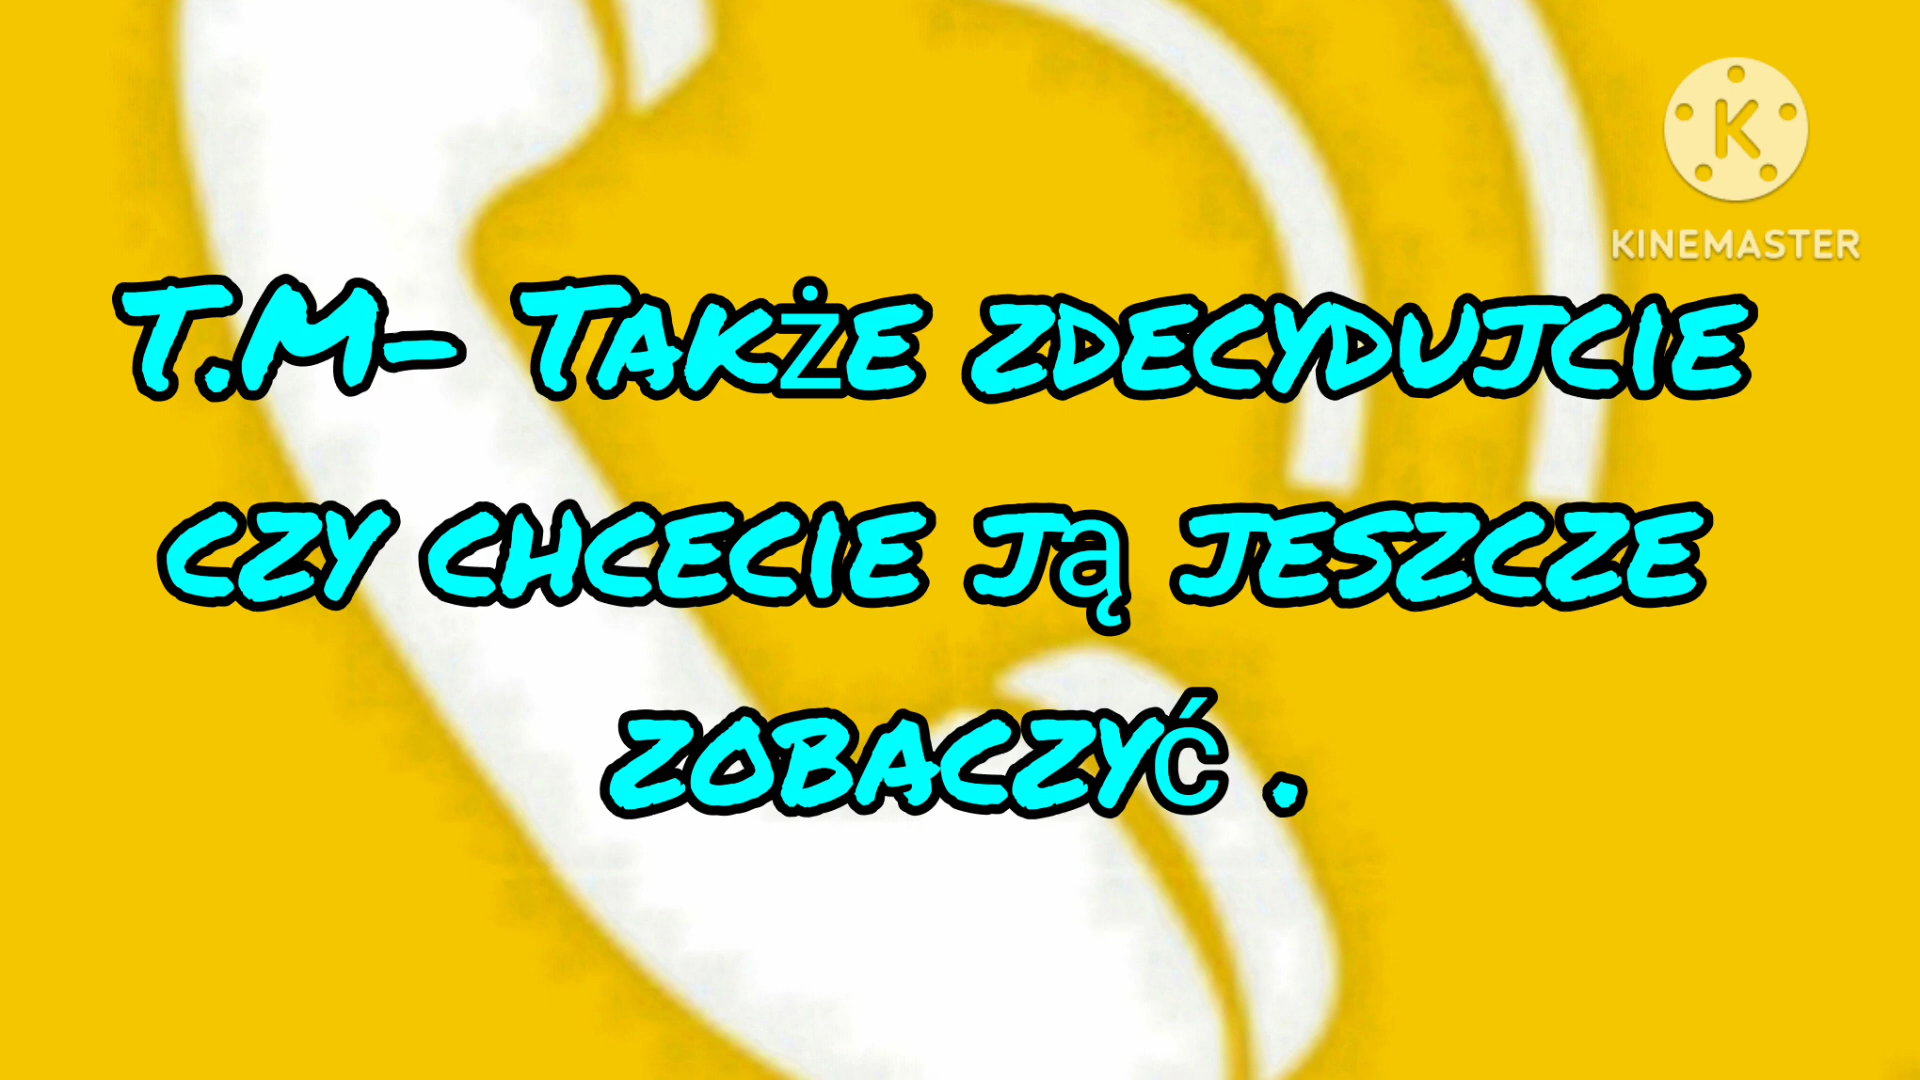 K
KINEMASTER
T.M- Także zdecydujcie
czy chcecie ją jeszcze
zobaczyć .